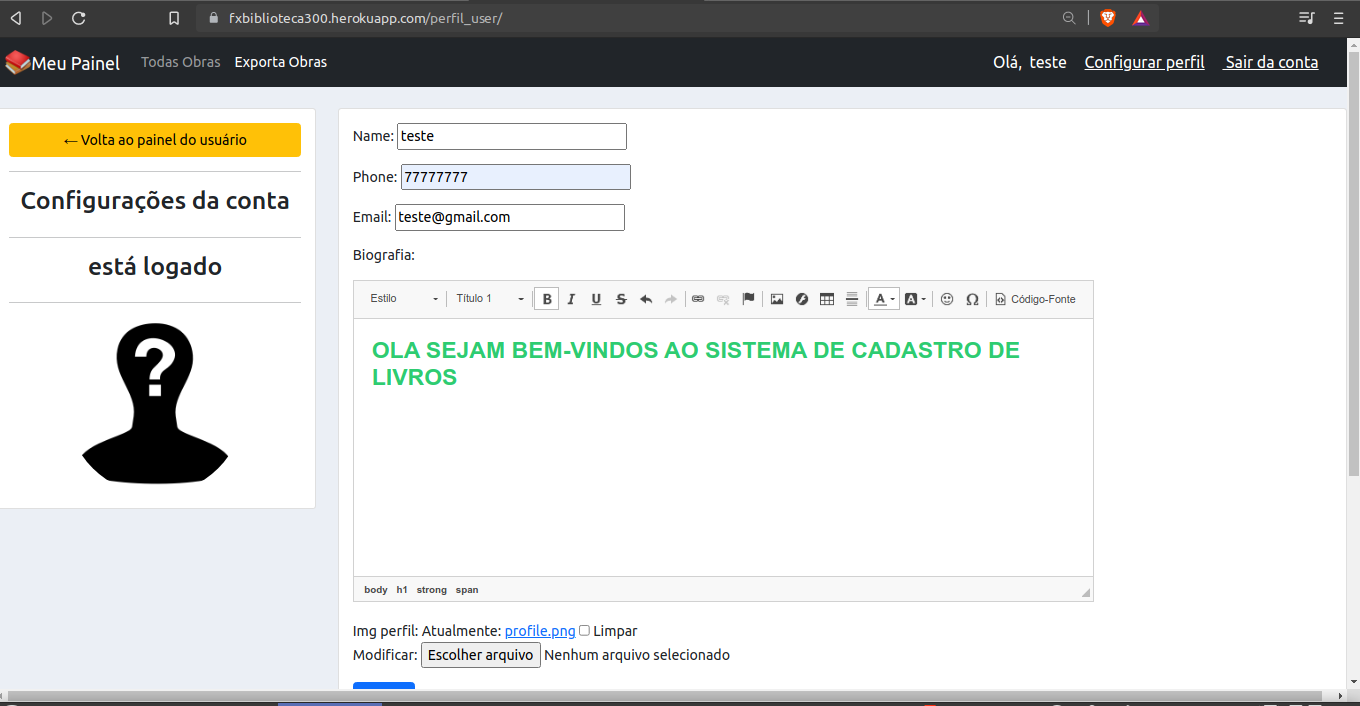 fxbiblioteca300.herokuapp.com/perfil_user/
Meu Painel Todas Obras Exporta Obras Olá, teste Configurar perfil Sair da conta
← Volta ao painel do usuário
Configurações da conta
está logado
?
Name: teste
Phone: 77777777
Email: teste@gmail.com
Biografia:
Estilo Título 1 B I U S A A Ω Código-Fonte
OLA SEJAM BEM-VINDOS AO SISTEMA DE CADASTRO DE
LIVROS
body h1 strong span
Img perfil: Atualmente: profile.png Limpar
Modificar: Escolher arquivo Nenhum arquivo selecionado